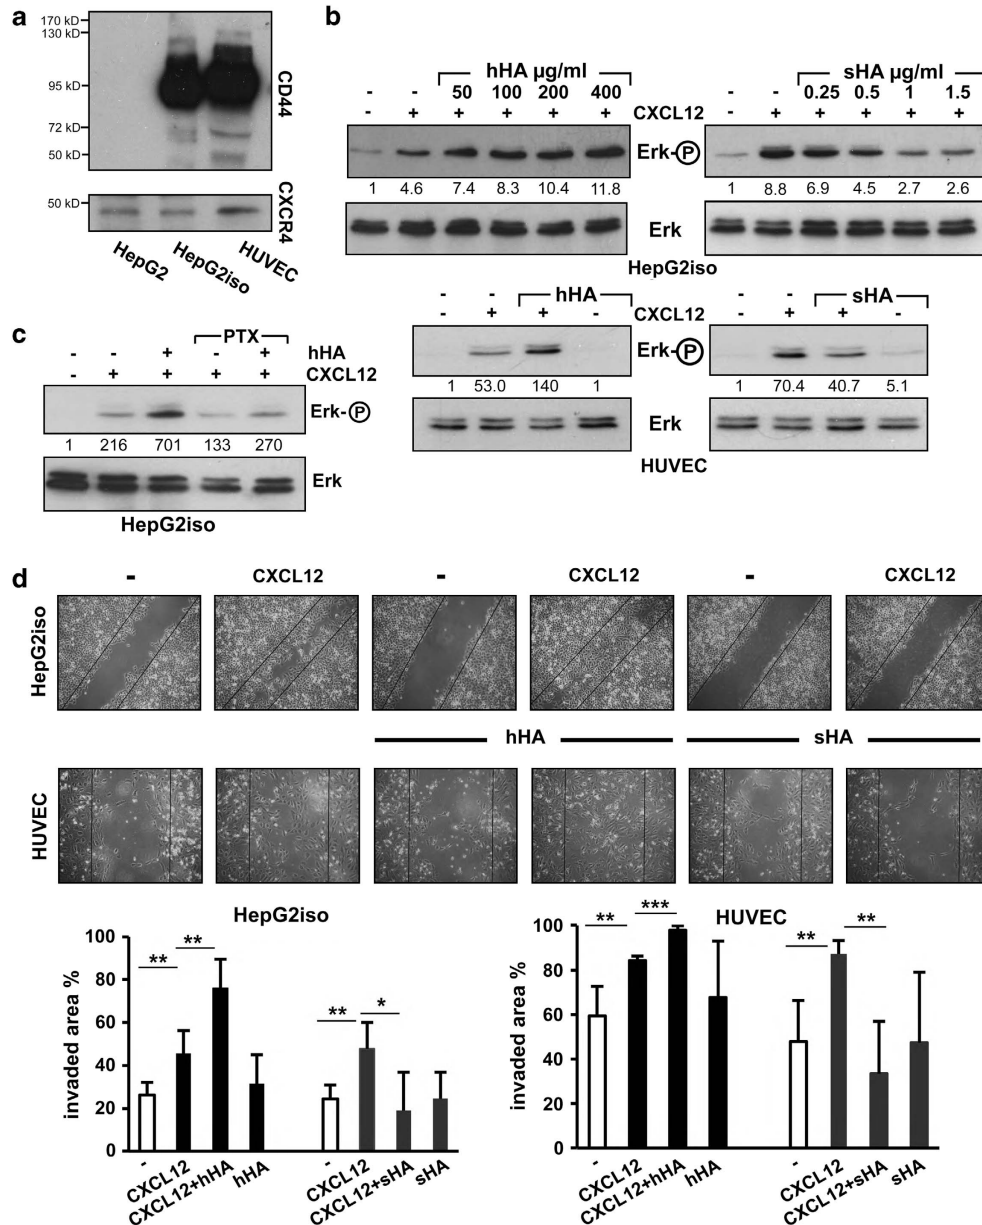 a
170 kD
130 kD
95 kD
72 kD
50 kD
CD44
50 kD
CXCR4
HepG2
HepG2iso
HUVEC
b
hHA µg/ml
- - 50 100 200 400
- + + + + + CXCL12
Erk-P
1 4.6 7.4 8.3 10.4 11.8
Erk
sHA µg/ml
- - 0.25 0.5 1 1.5
- + + + + +
1 8.8 6.9 4.5 2.7 2.6
HepG2iso
- - hHA
- + + - CXCL12
Erk-P
1 53.0 140 1
Erk
- - sHA
- + + -
1 70.4 40.7 5.1
HUVEC
c
PTX
- - + - + hHA
- + + + + CXCL12
Erk-P
1 216 701 133 270
Erk
HepG2iso
d
- CXCL12 - CXCL12 - CXCL12
HepG2iso
hHA sHA
HUVEC
HepG2iso
invaded area %
100
80
60
40
20
0
** ** ** *
- CXCL12 CXCL12+hHA hHA CXCL12 CXCL12+sHA sHA
HUVEC
invaded area %
100
80
60
40
20
0
** *** ** **
- CXCL12 CXCL12+hHA hHA - CXCL12 CXCL12+sHA sHA